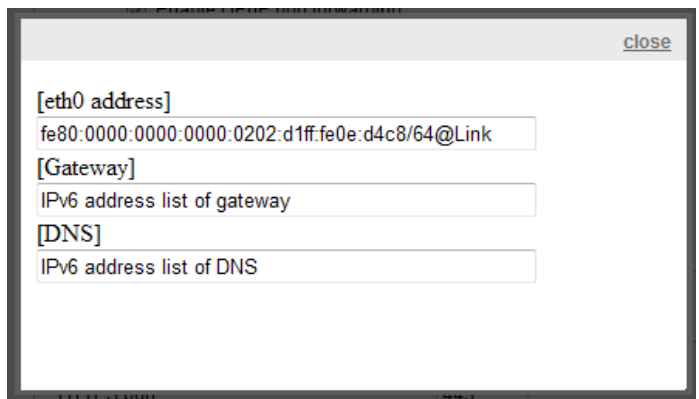 close
[eth0 address]
fe80:0000:0000:0000:0202:d1ff:fe0e:d4c8/64@Link
[Gateway]
IPv6 address list of gateway
[DNS]
IPv6 address list of DNS